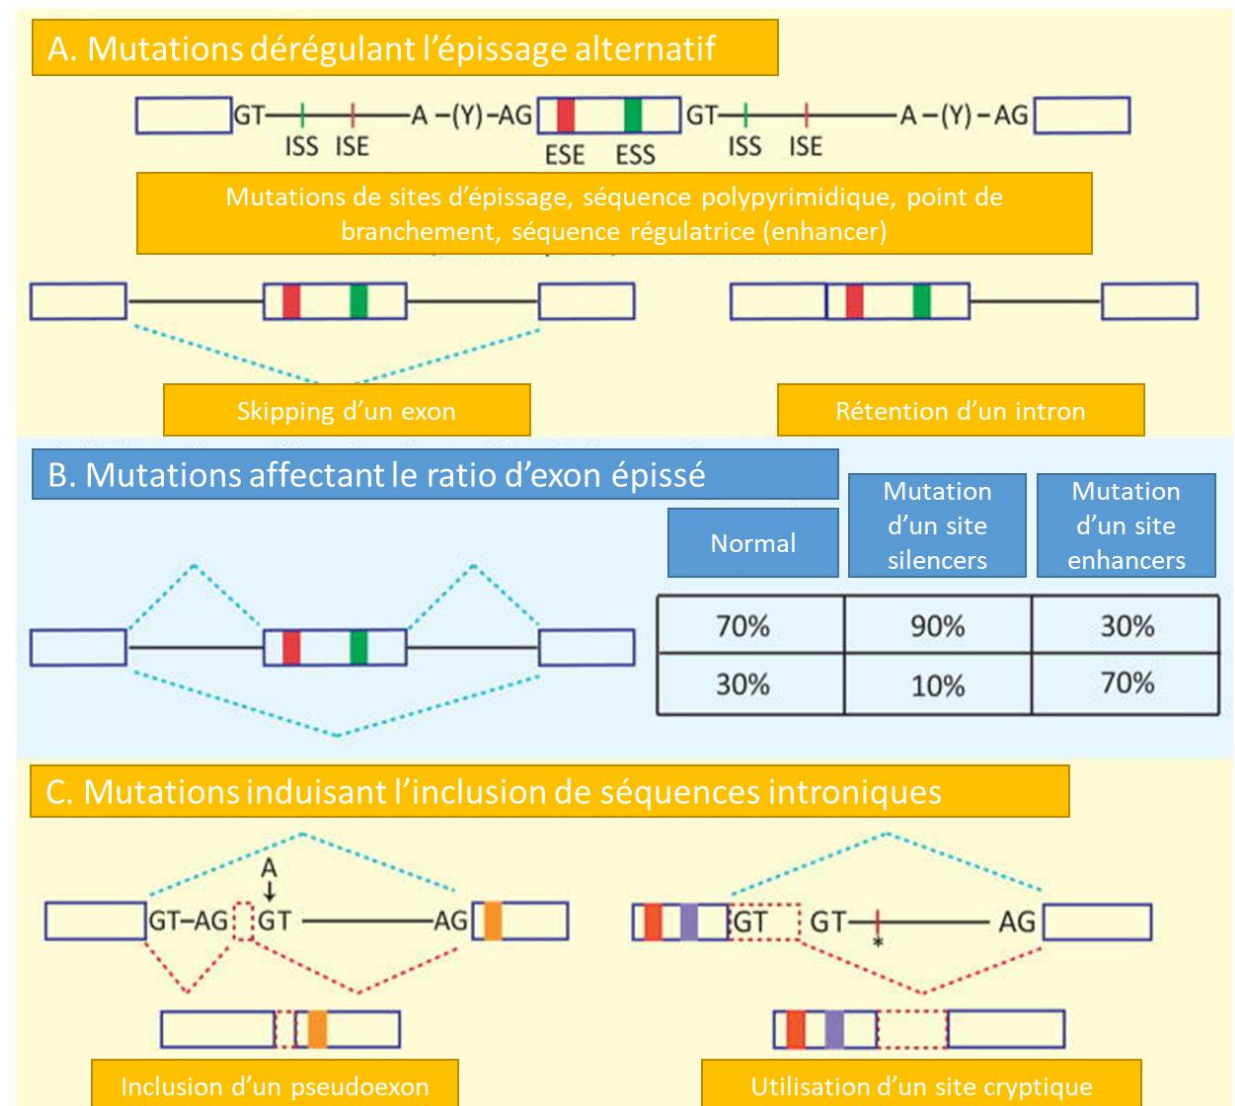 A. Mutations dérégulant l'épissage alternatif
GT A –(Y)–AG GT A –(Y) – AG
ISS ISE ESE ESS ISS ISE
Mutations de sites d'épissage, séquence polypyrimidique, point de
branchement, séquence régulatrice (enhancer)
Skipping d'un exon
Rétention d'un intron
B. Mutations affectant le ratio d'exon épissé
Normal
Mutation
d'un site
silencers
Mutation
d'un site
enhancers
70% 90% 30%
30% 10% 70%
C. Mutations induisant l'inclusion de séquences introniques
A
GT–AG GT AG
GT GT AG
*
Inclusion d'un pseudoexon
Utilisation d'un site cryptique